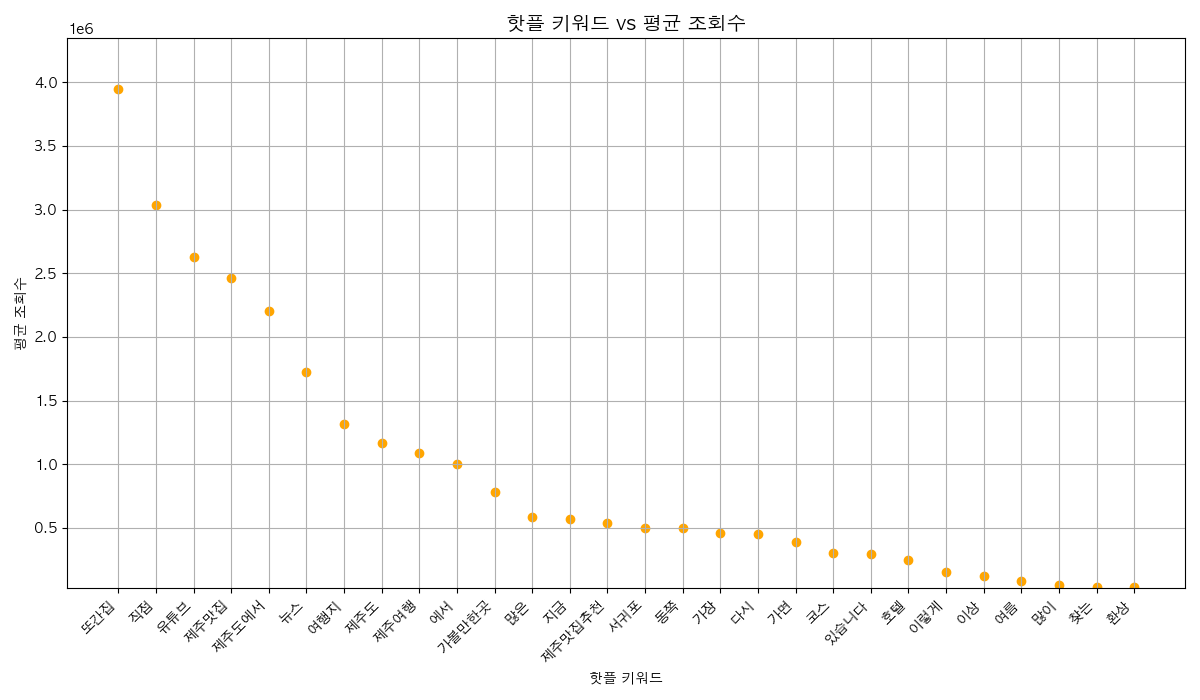 핫플 키워드 vs 평균 조회수
1e6
4.0
3.5
3.0
2.5
2.0
1.5
1.0
0.5
평균 조회수
또간집
직점
유튜브
제주맛집
제주도에서
뉴스
여행지
제주도
제주여행
에서
가볼만한곳
많은
지금
제주맛집추천
서귀포
동쪽
가장
다시
가면
코스
있습니다
호텔
이렇게
이상
여름
많이
찾는
환상
핫플 키워드